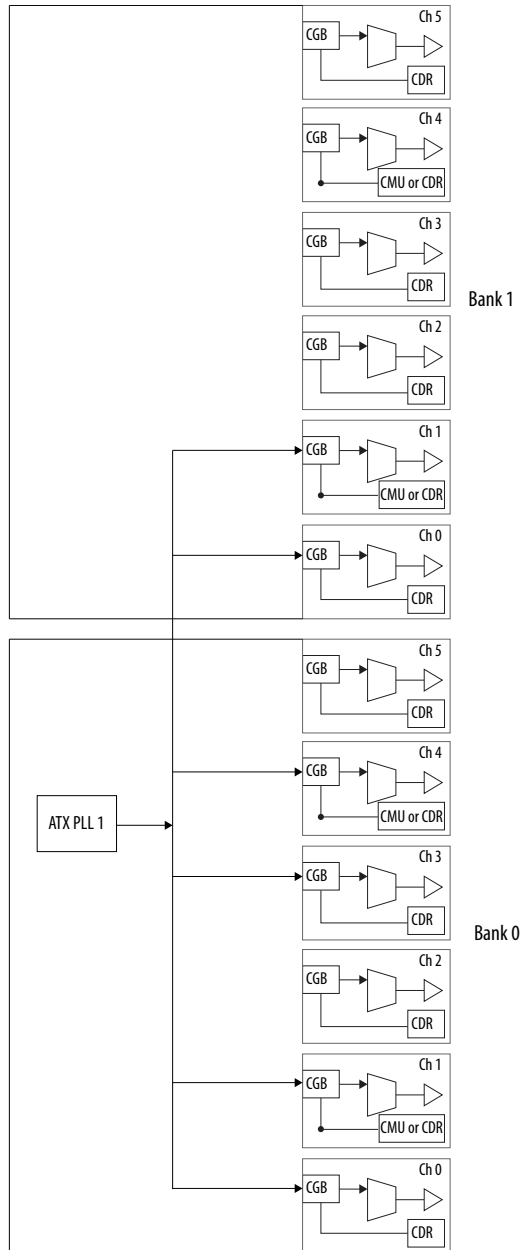 Ch 5
CGB
CDR
Ch 4
CGB
CMU or CDR
Ch 3
CGB
CDR
Bank 1
Ch 2
CGB
CDR
Ch 1
CGB
CMU or CDR
Ch 0
CGB
CDR
Ch 5
CGB
CDR
Ch 4
CGB
CMU or CDR
ATX PLL 1
Ch 3
CGB
CDR
Bank 0
Ch 2
CGB
CDR
Ch 1
CGB
CMU or CDR
Ch 0
CGB
CDR